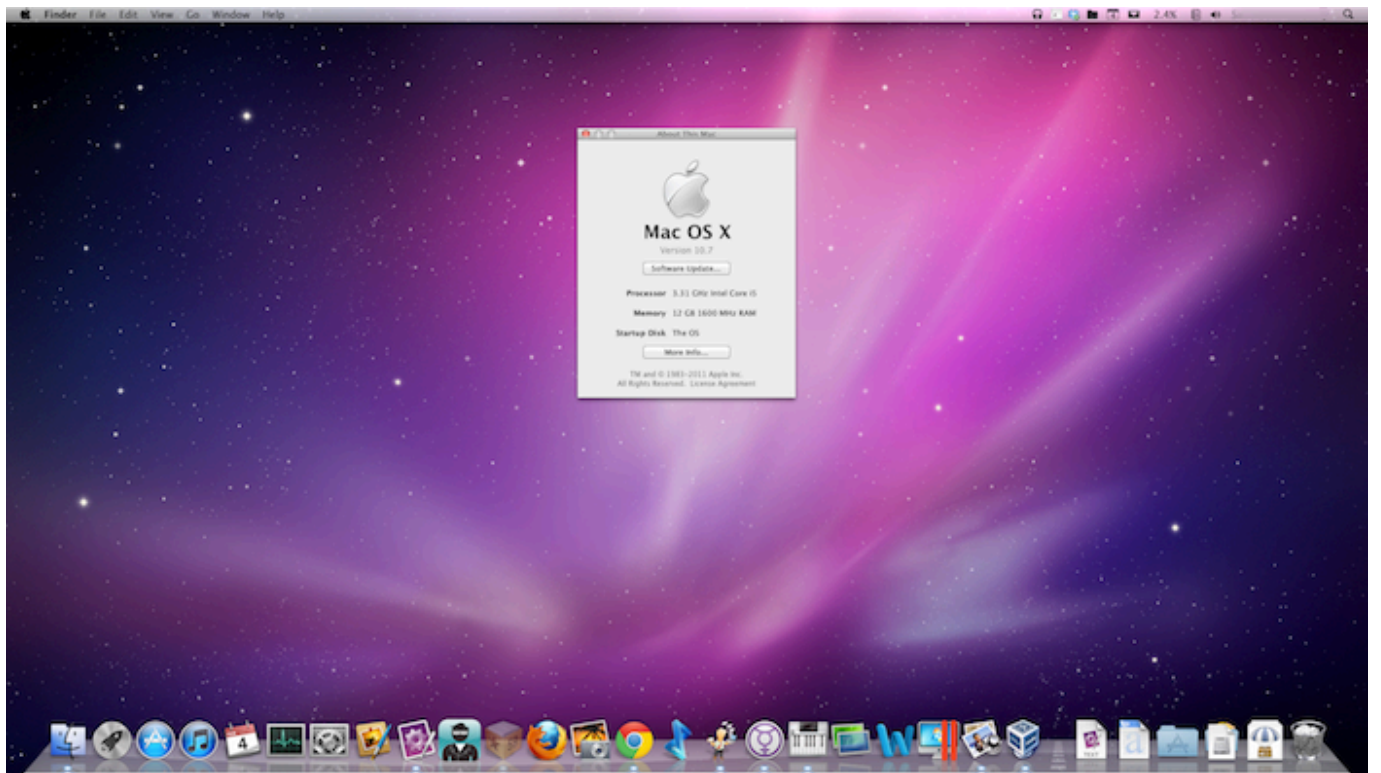 Finder File Edit View Go Window Help
2.4%
About This Mac
Mac OS X
Version 10.7
Software Update...
Processor 3.31 GHz Intel Core i5
Memory 12 GB 1600 MHz RAM
Startup Disk The OS
More Info...
TM and © 1983-2011 Apple Inc.
All Rights Reserved. License Agreement
4
TEXT